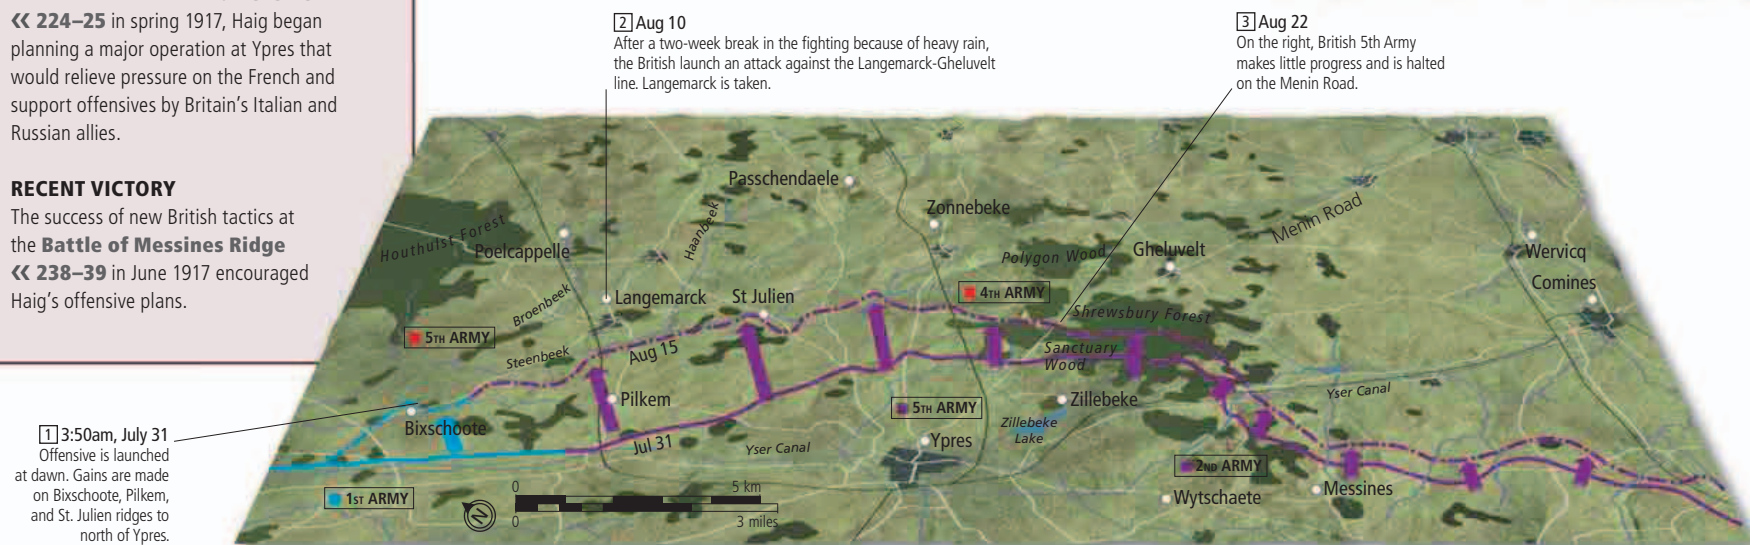 « 224–25 in spring 1917, Haig began
planning a major operation at Ypres that
would relieve pressure on the French and
support offensives by Britain's Italian and
Russian allies.
RECENT VICTORY
The success of new British tactics at
the Battle of Messines Ridge
« 238–39 in June 1917 encouraged
Haig's offensive plans.
2 Aug 10
After a two-week break in the fighting because of heavy rain,
the British launch an attack against the Langemarck-Gheluvelt
line. Langemarck is taken.
3 Aug 22
On the right, British 5th Army
makes little progress and is halted
on the Menin Road.
1 3:50am, July 31
Offensive is launched
at dawn. Gains are made
on Bixschoote, Pilkem,
and St. Julien ridges to
north of Ypres.
Passchendaele
Zonnebeke
Menin Road
Houthulst Forest
Poelcappelle
Haanbeek
Polygon Wood
Gheluvelt
Wervicq
Comines
Broenbeek
Langemarck
St Julien
4TH ARMY
Shrewsbury Forest
5TH ARMY
Steenbeek
Aug 15
Sanctuary
Wood
Pilkem
5TH ARMY
Zillebeke
Yser Canal
Bixschoote
Jul 31
Yser Canal
Ypres
Zillebeke
Lake
2ND ARMY
1ST ARMY
Wytschaete
Messines
N
0
5 km
0
3 miles